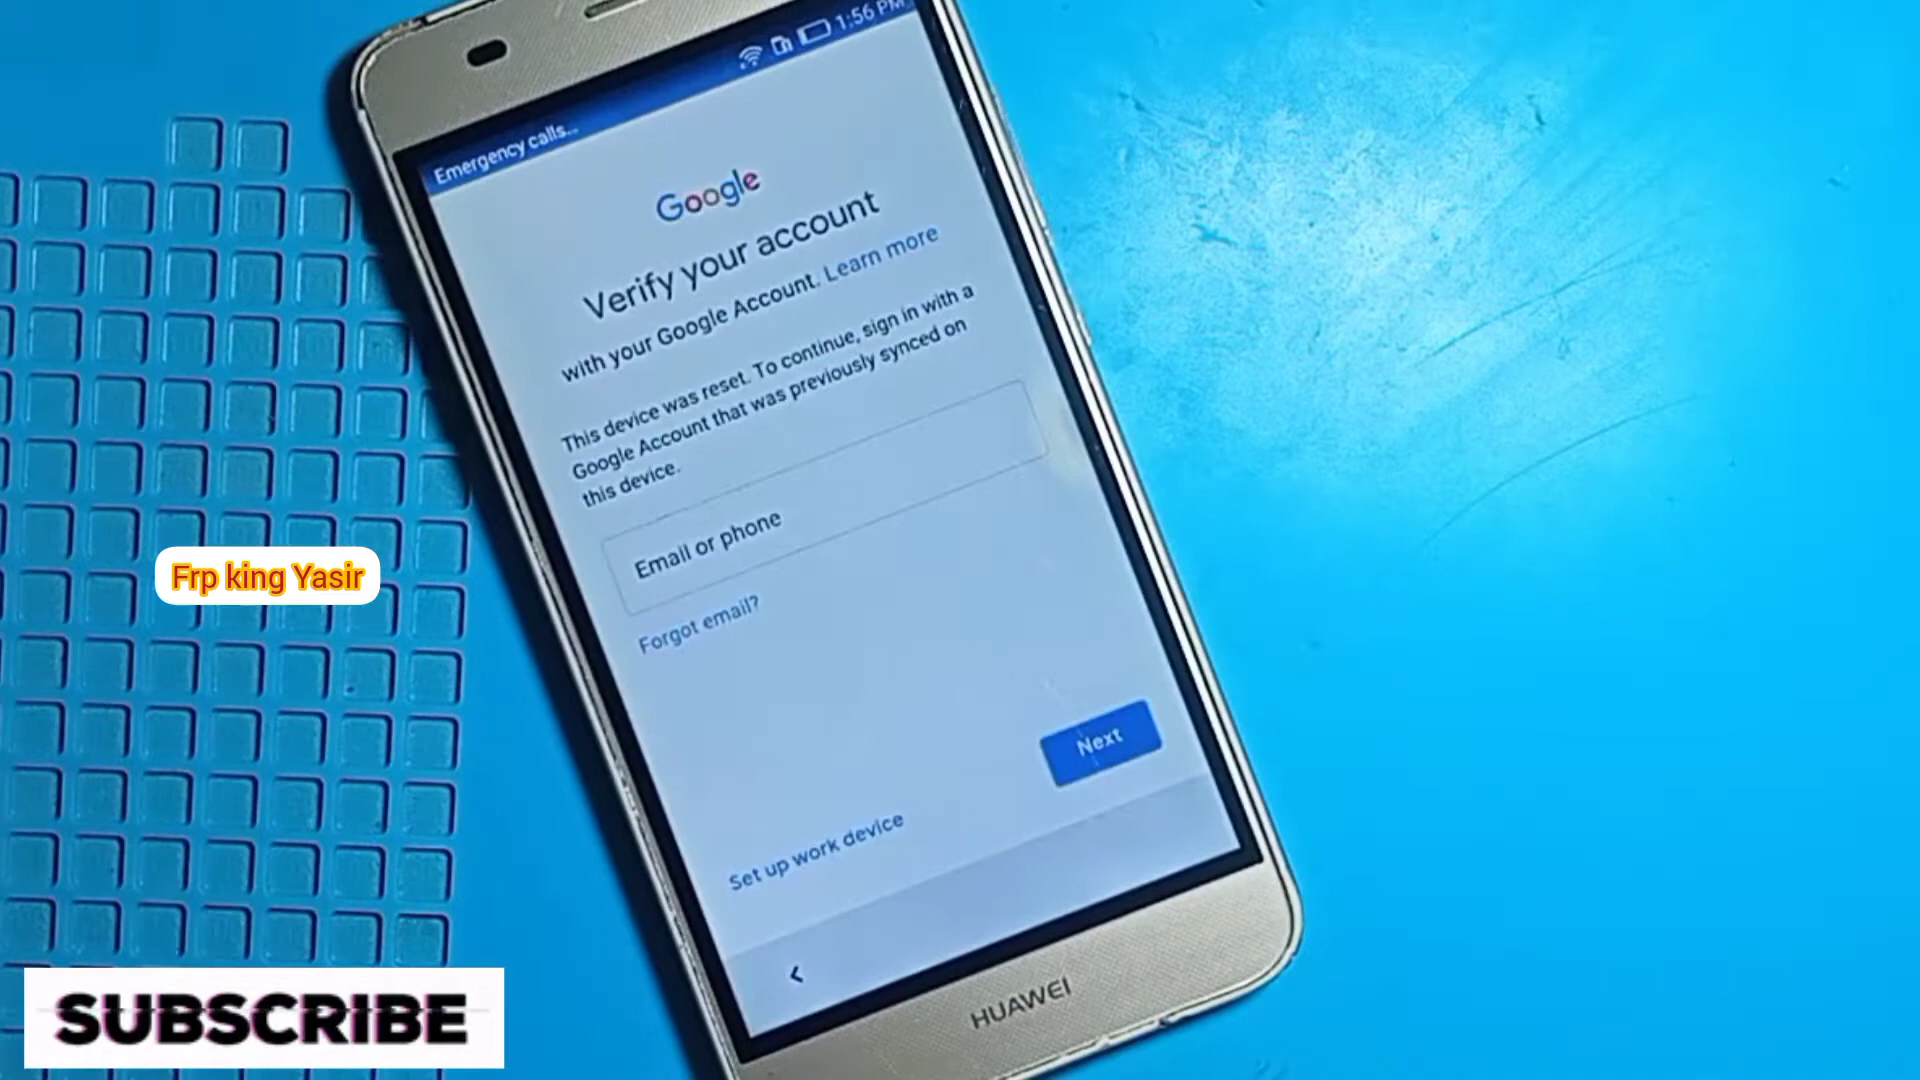 1:56 PM
Emergency calls...
Google
Verify your account
with your Google Account. Learn more
This device was reset. To continue, sign in with a
Google Account that was previously synced on
this device.
Email or phone
Forgot email?
Next
Set up work device
HUAWEI
Frp king Yasir
SUBSCRIBE